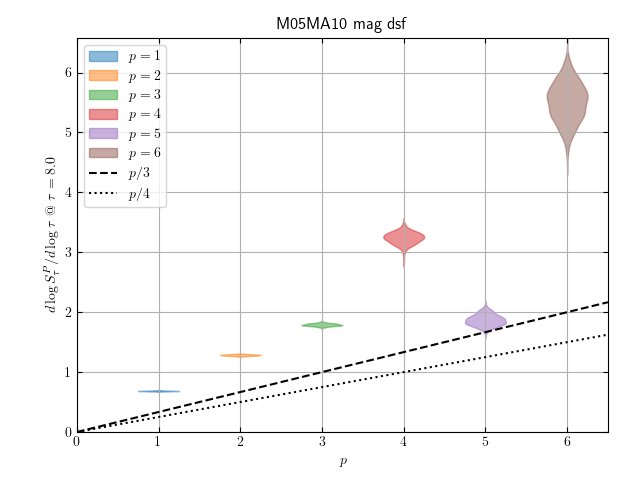 M05MA10 mag dsf
d log S_τ^P / d log τ @ τ = 8.0
6
5
4
3
2
1
0
p = 1
p = 2
p = 3
p = 4
p = 5
p = 6
p/3
p/4
0 1 2 3 4 5 6
p